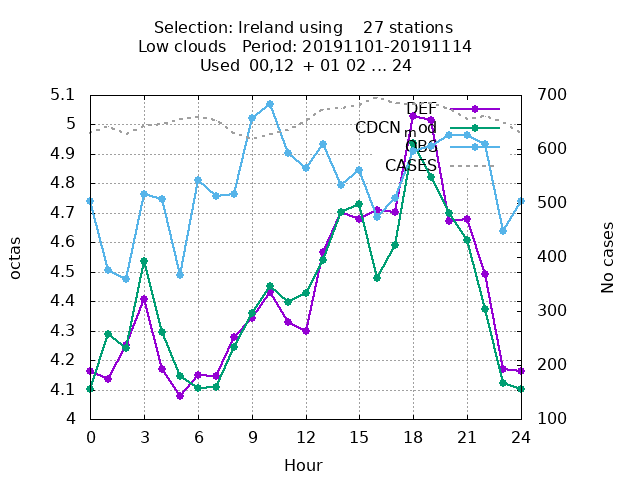 Selection: Ireland using 27 stations
Low clouds Period: 20191101-20191114
Used 00,12 + 01 02 ... 24
5.1
5
4.9
4.8
4.7
4.6
4.5
4.4
4.3
4.2
4.1
4
octas
DEF
CDCN_mod
OBS
CASES
700
600
500
400
300
200
100
No cases
0 3 6 9 12 15 18 21 24
Hour